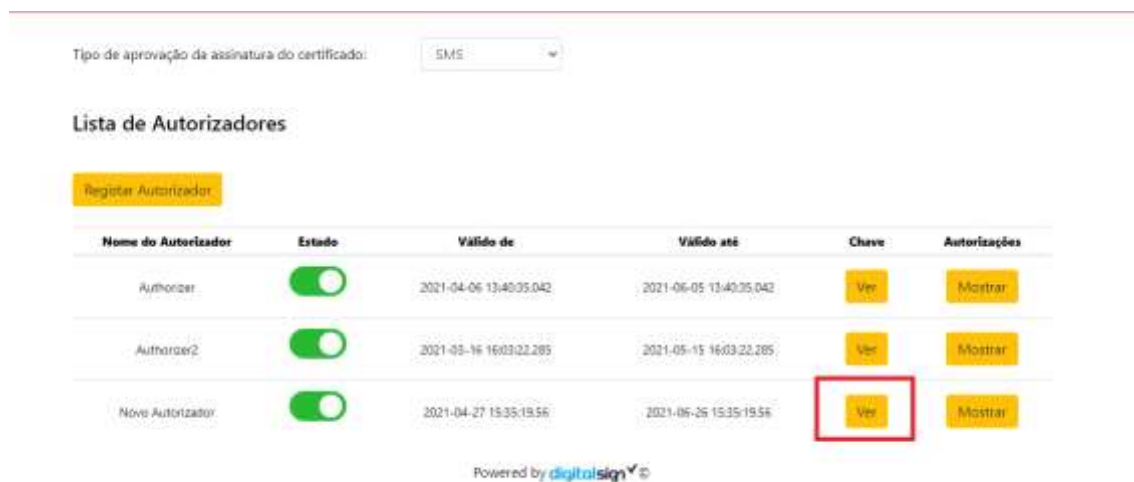 Tipo de aprovação da assinatura do certificado: SMS
Lista de Autorizadores
Registar Autorizador
Nome do Autorizador Estado Válido de Válido até Chave Autorizações
Authorizer 2021-04-06 13:40:35.042 2021-06-05 13:40:35.042 Ver Mostrar
Authorizer2 2021-03-16 16:03:22.285 2021-05-15 16:03:22.285 Ver Mostrar
Novo Autorizador 2021-04-27 15:35:19.56 2021-06-26 15:35:19.56 Ver Mostrar
Powered by digitalsign ©